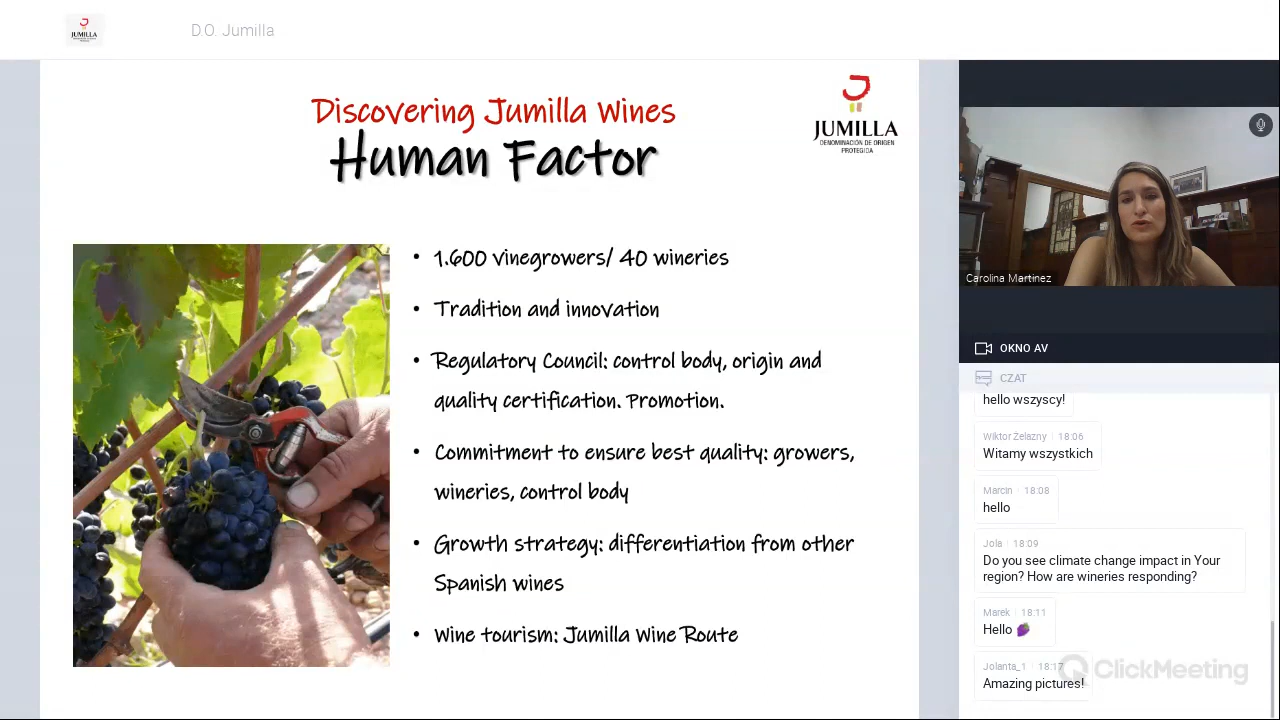 JUMILLA
D.O. Jumilla
Discovering Jumilla Wines
Human Factor
JUMILLA
DENOMINACIÓN DE ORIGEN
PROTEGIDA
• 1.600 vinegrowers/ 40 wineries
• Tradition and innovation
• Regulatory Council: control body, origin and
quality certification. Promotion.
• Commitment to ensure best quality: growers,
wineries, control body
• Growth strategy: differentiation from other
Spanish wines
• Wine tourism: Jumilla Wine Route
Carolina Martinez
OKNO AV
CZAT
hello wszyscy!
Wiktor Żelazny 18:06
Witamy wszystkich
Marcin 18:08
hello
Jola 18:09
Do you see climate change impact in Your
region? How are wineries responding?
Marek 18:11
Hello 🍇
Jolanta_1 18:17
Amazing pictures!
ClickMeeting